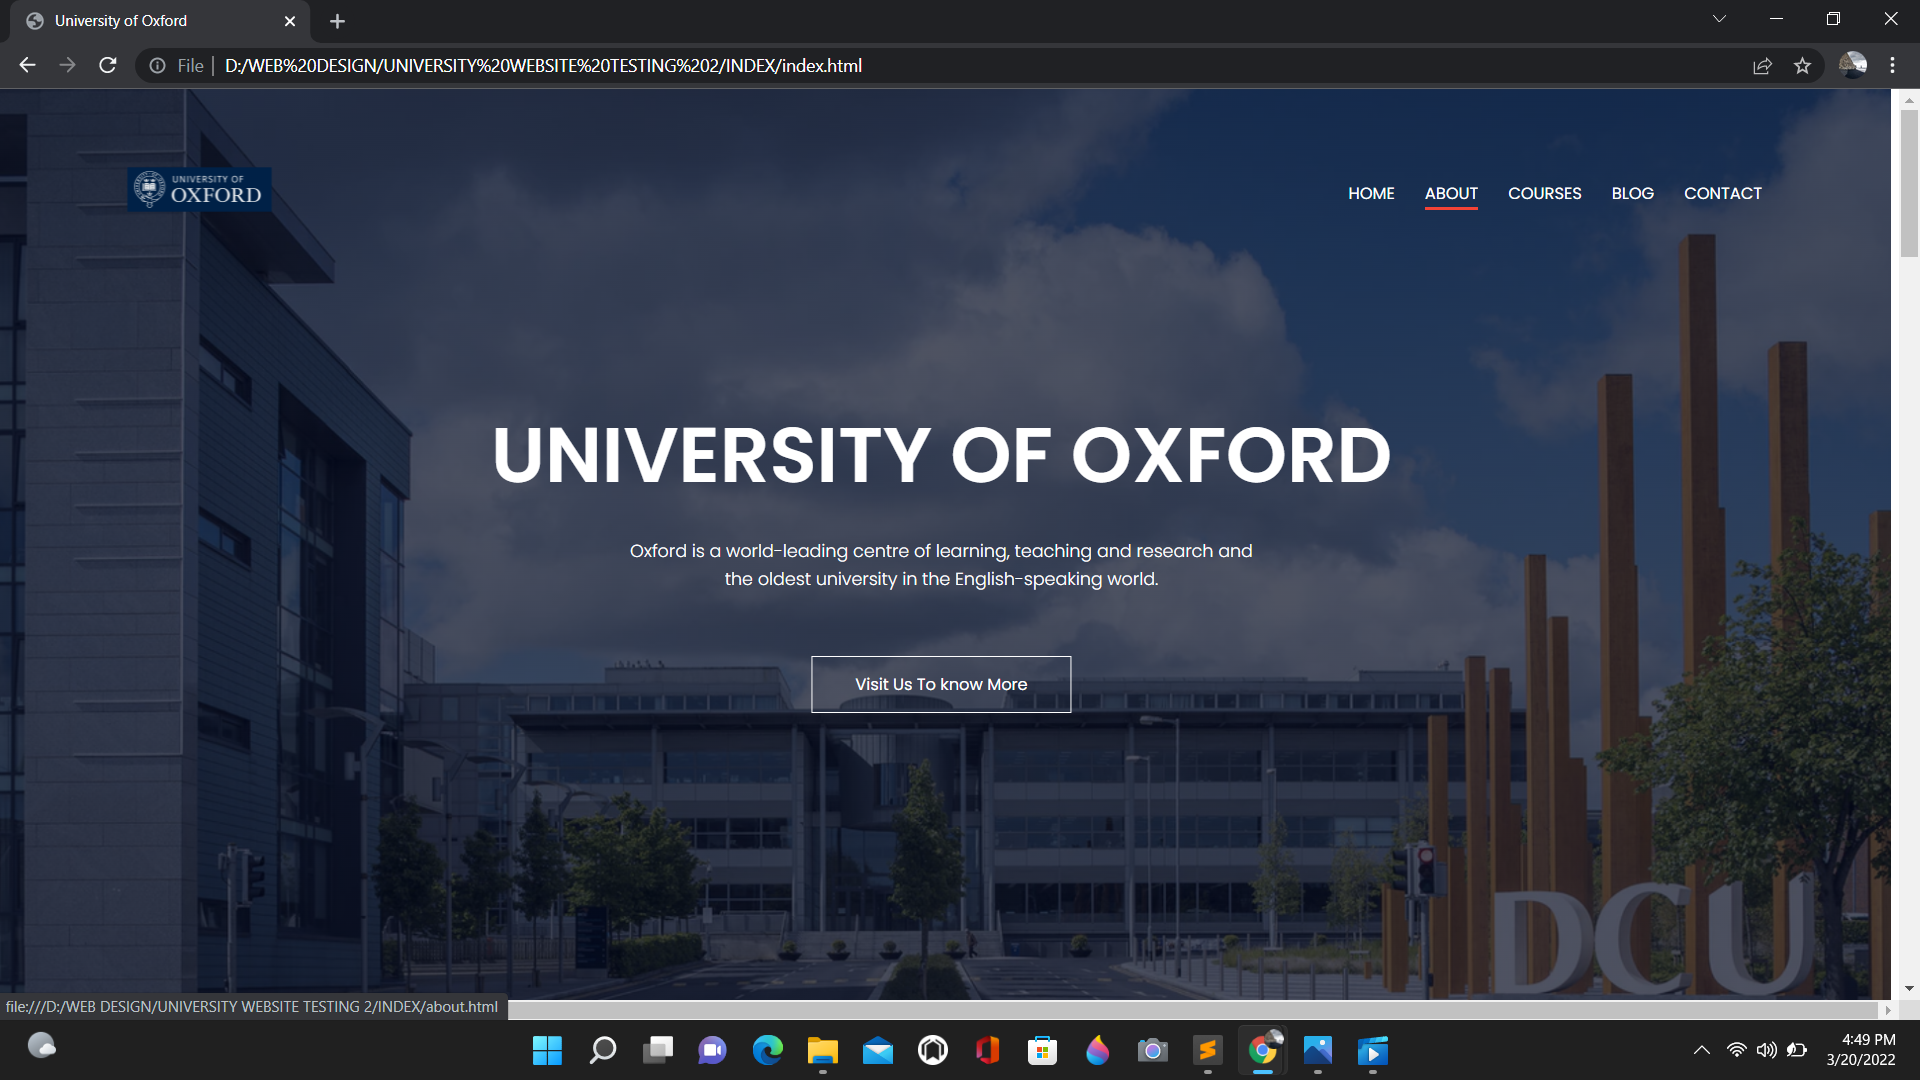 University of Oxford
File
D:/WEB%20DESIGN/UNIVERSITY%20WEBSITE%20TESTING%202/INDEX/index.html
UNIVERSITY OF
OXFORD
HOME ABOUT COURSES BLOG CONTACT
UNIVERSITY OF OXFORD
Oxford is a world-leading centre of learning, teaching and research and
the oldest university in the English-speaking world.
Visit Us To know More
DCU
file:///D:/WEB DESIGN/UNIVERSITY WEBSITE TESTING 2/INDEX/about.html
4:49 PM
3/20/2022